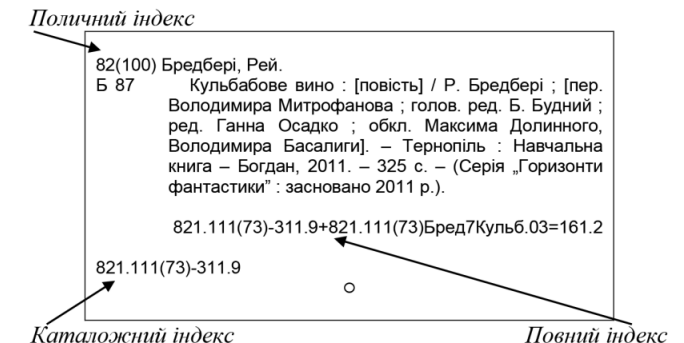 Поличний індекс
82(100) Бредбері, Рей.
Б 87 Кульбабове вино : [повість] / Р. Бредбері ; [пер.
Володимира Митрофанова ; голов. ред. Б. Будний ;
ред. Ганна Осадко ; обкл. Максима Долинного,
Володимира Басалиги]. – Тернопіль : Навчальна
книга – Богдан, 2011. – 325 с. – (Серія „Горизонти
фантастики” : засновано 2011 р.).
821.111(73)-311.9+821.111(73)Бред7Кульб.03=161.2
821.111(73)-311.9
Каталожний індекс Повний індекс